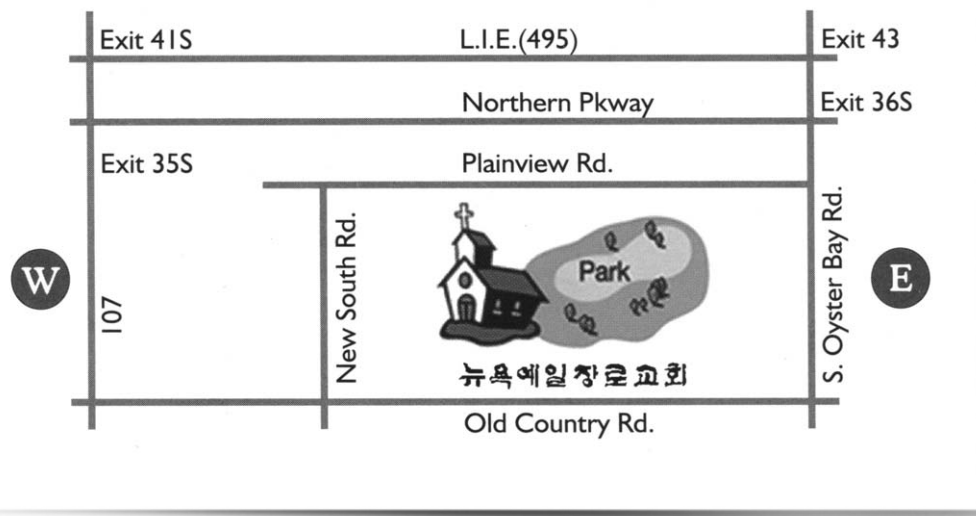 Exit 41S L.I.E.(495) Exit 43
Northern Pkway Exit 36S
Exit 35S Plainview Rd.
W
107
New South Rd.
Park
S. Oyster Bay Rd.
E
뉴욕예일장로교회
Old Country Rd.